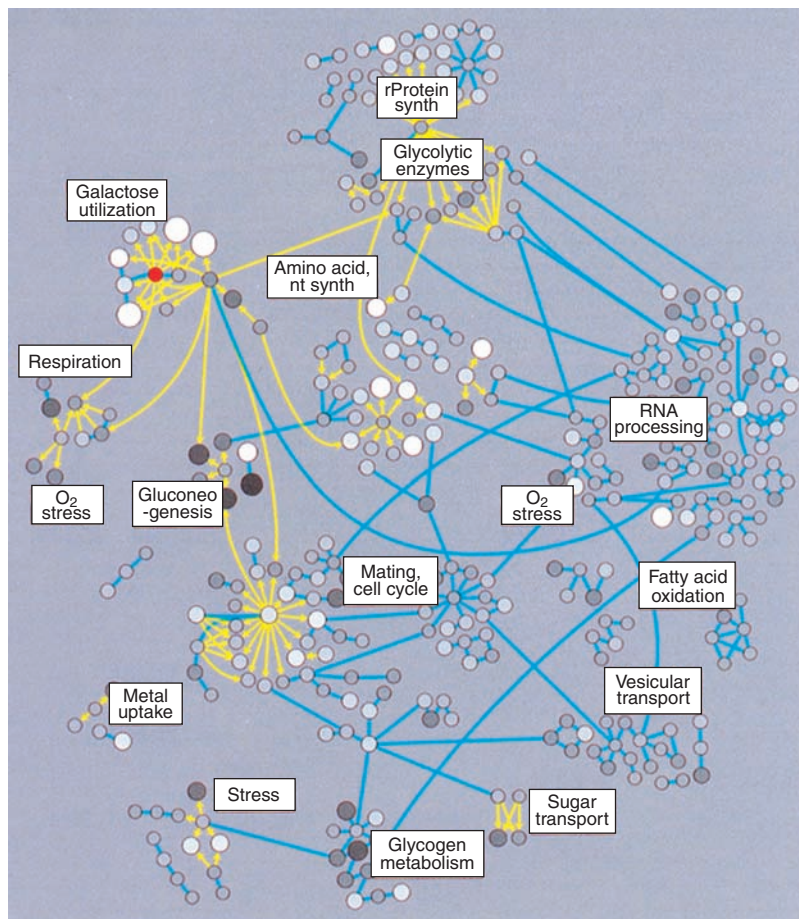 rProtein
synth
Glycolytic
enzymes
Galactose
utilization
Amino acid,
nt synth
Respiration
RNA
processing
O2
stress
Gluconeo
-genesis
O2
stress
Mating,
cell cycle
Fatty acid
oxidation
Vesicular
transport
Metal
uptake
Stress
Sugar
transport
Glycogen
metabolism